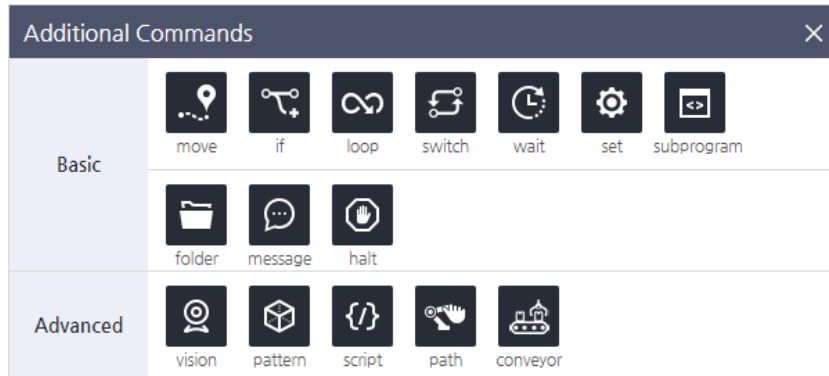 Additional Commands
Basic
move if loop switch wait set subprogram
folder message halt
Advanced
vision pattern script path conveyor